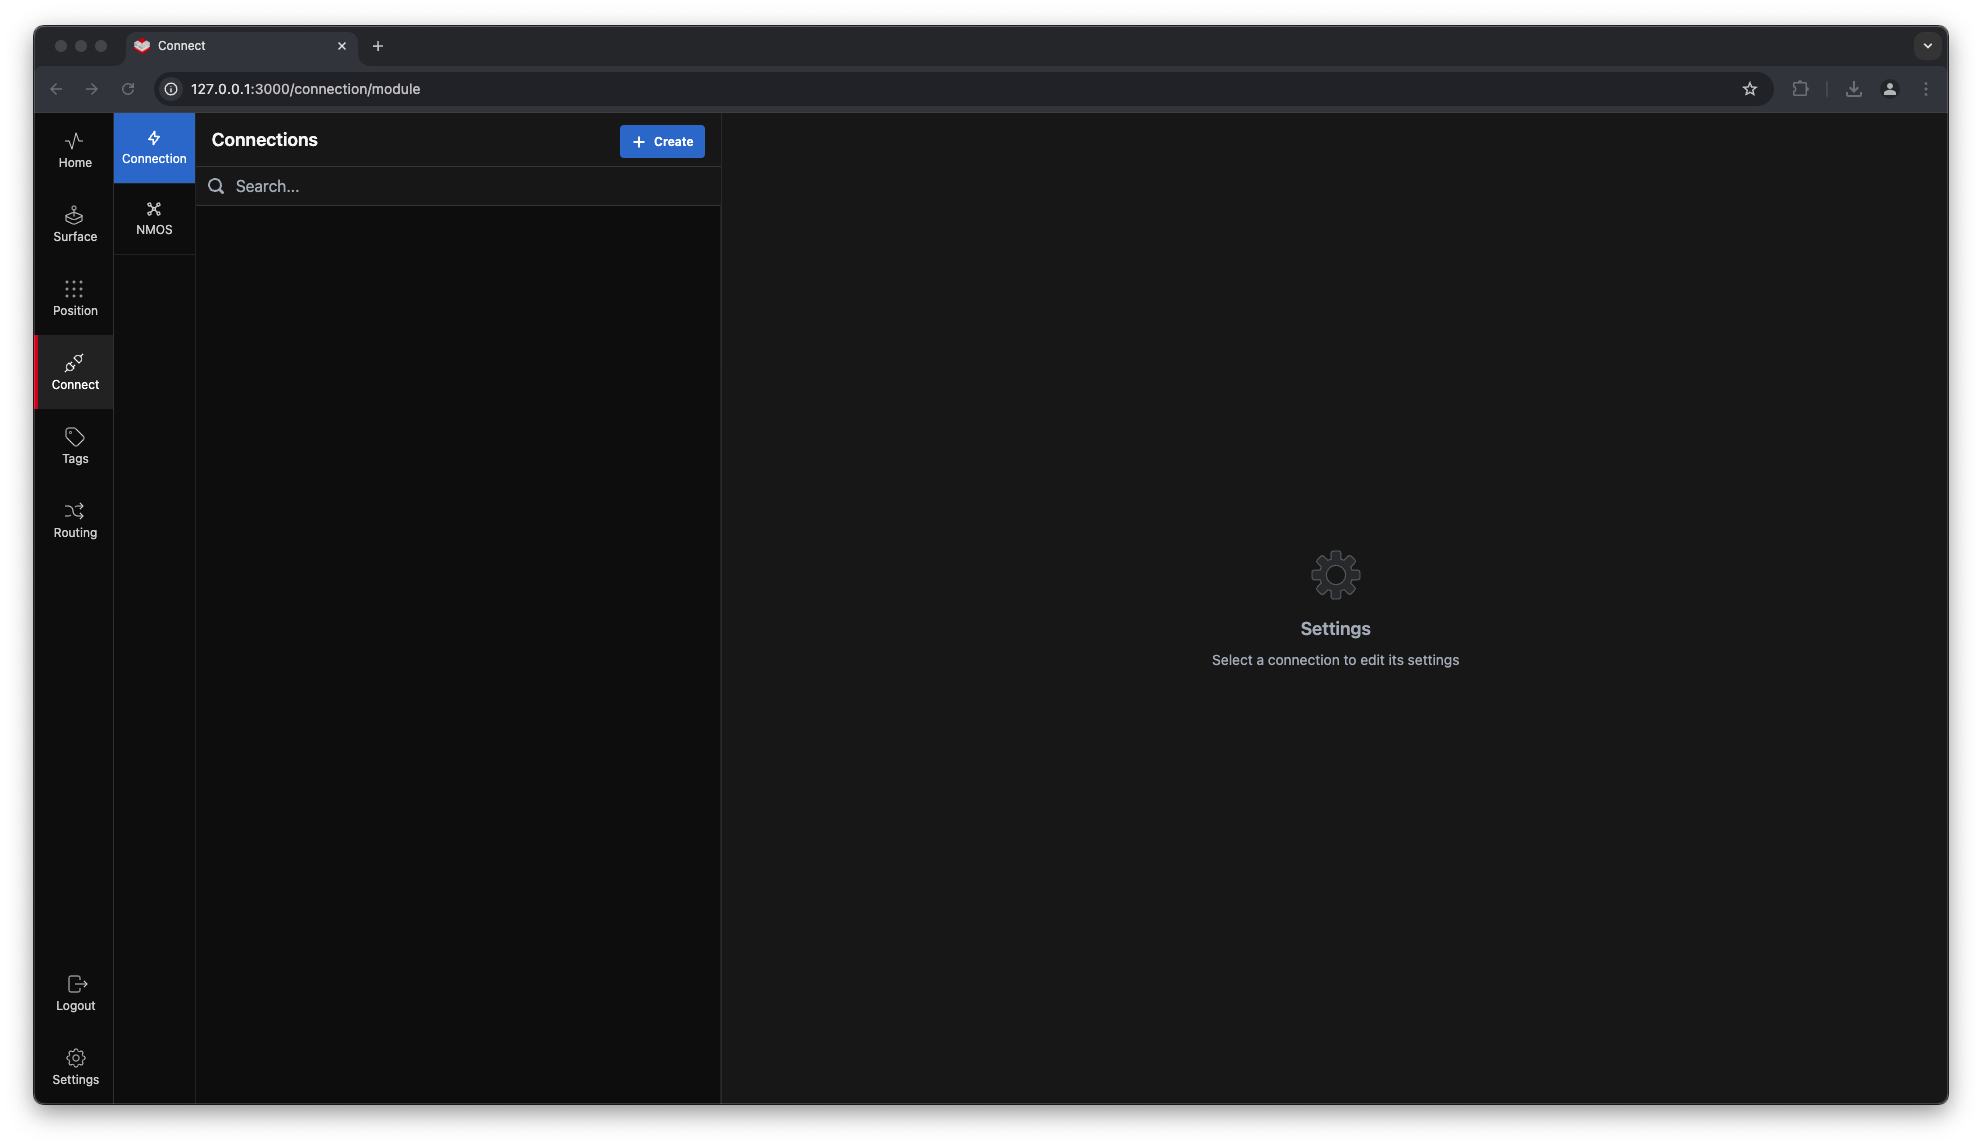 Connect
127.0.0.1:3000/connection/module
Home
Surface
Position
Connect
Tags
Routing
Logout
Settings
Connection
NMOS
Connections
Create
Search...
Settings
Select a connection to edit its settings